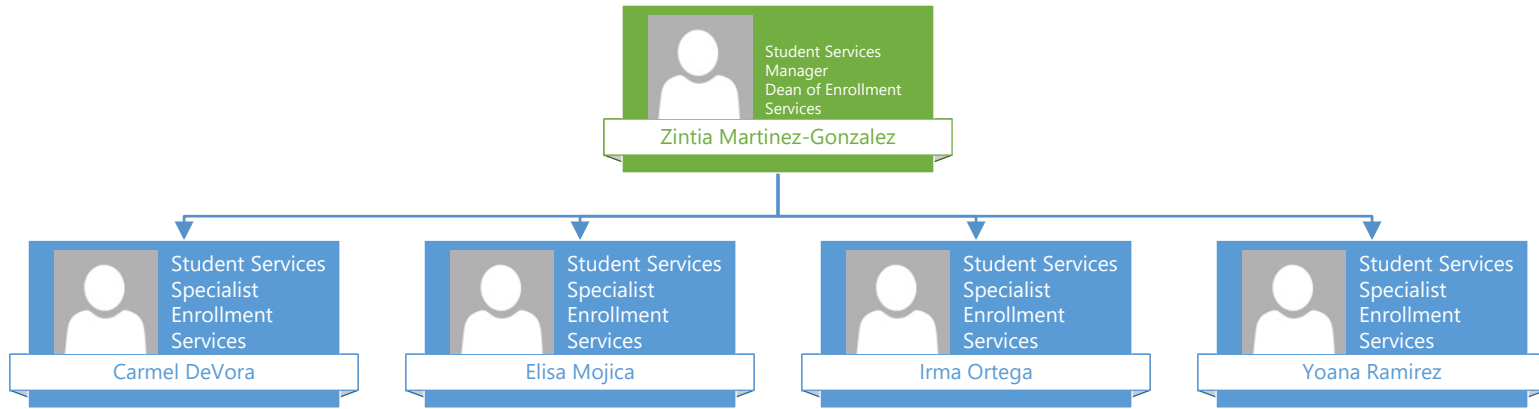 Student Services
Manager
Dean of Enrollment
Services
Zintia Martinez-Gonzalez
Student Services
Specialist
Enrollment
Services
Carmel DeVora
Student Services
Specialist
Enrollment
Services
Elisa Mojica
Student Services
Specialist
Enrollment
Services
Irma Ortega
Student Services
Specialist
Enrollment
Services
Yoana Ramirez